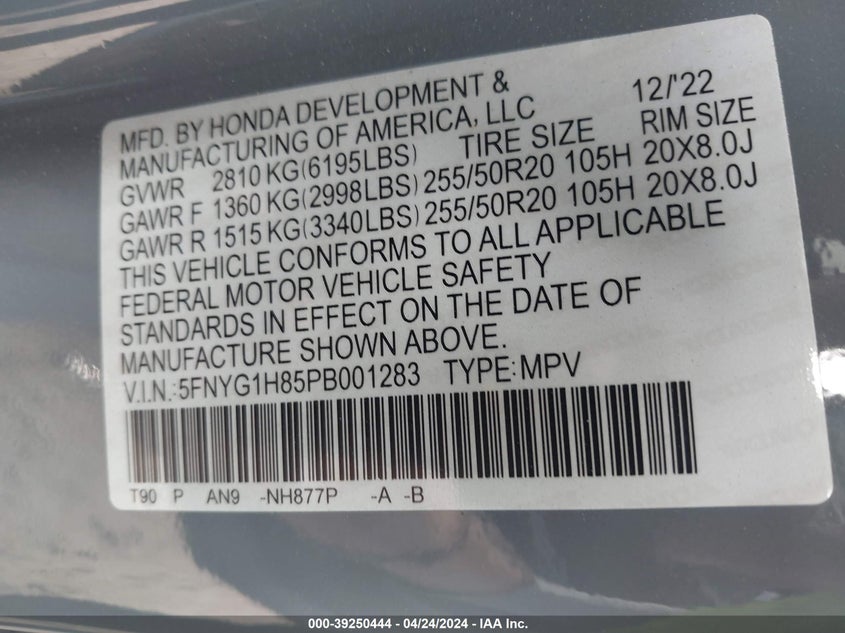 MFD. BY HONDA DEVELOPMENT &
MANUFACTURING OF AMERICA, LLC 12/'22
GVWR 2810 KG(6195LBS) TIRE SIZE RIM SIZE
GAWR F 1360 KG(2998LBS) 255/50R20 105H 20X8.0J
GAWR R 1515 KG(3340LBS) 255/50R20 105H 20X8.0J
THIS VEHICLE CONFORMS TO ALL APPLICABLE
FEDERAL MOTOR VEHICLE SAFETY
STANDARDS IN EFFECT ON THE DATE OF
MANUFACTURE SHOWN ABOVE.
V.I.N.:5FNYG1H85PB001283 TYPE:MPV
T90 P AN9 -NH877P -A -B
000-39250444 - 04/24/2024 - IAA Inc.